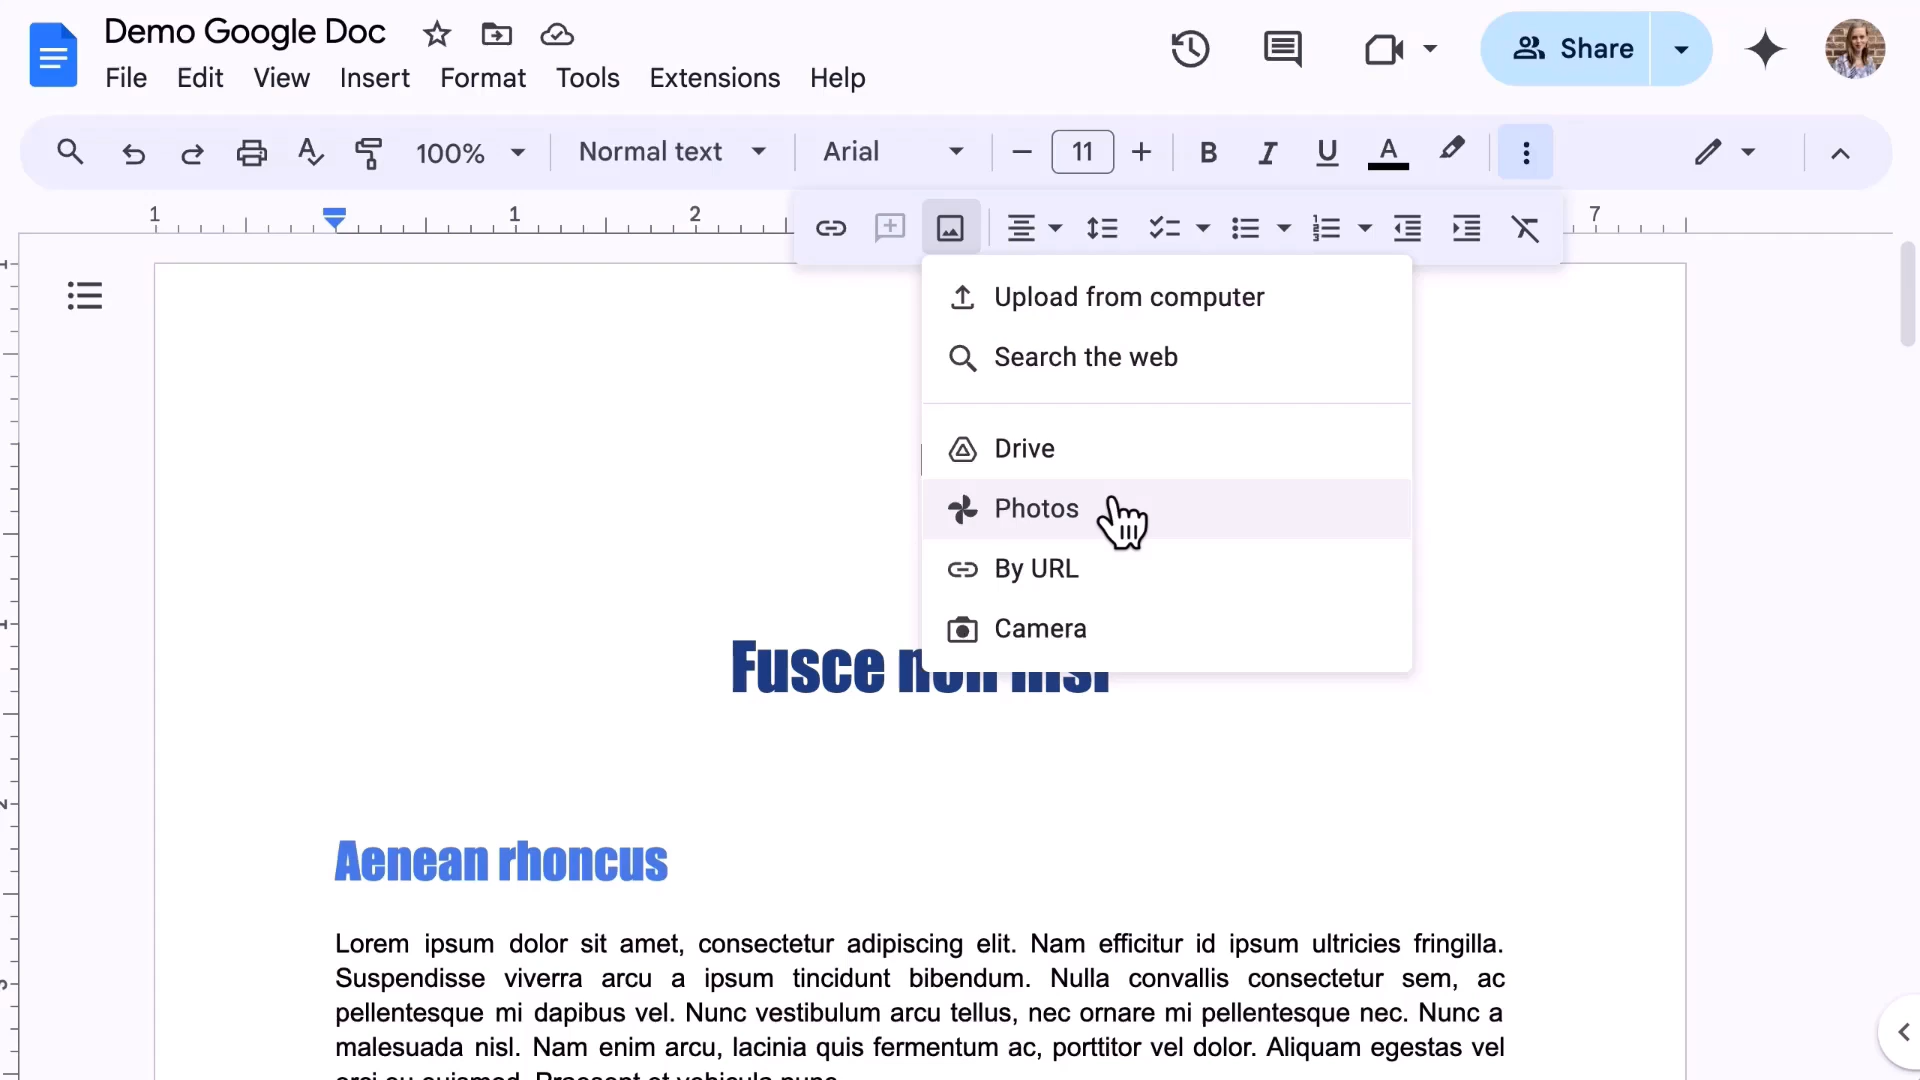 Demo Google Doc
File Edit View Insert Format Tools Extensions Help
Share
100% Normal text Arial 11 B I U A
1 1 2 7
Upload from computer
Search the web
Drive
Photos
By URL
Camera
Fusce non nisl
Aenean rhoncus
Lorem ipsum dolor sit amet, consectetur adipiscing elit. Nam efficitur id ipsum ultricies fringilla.
Suspendisse viverra arcu a ipsum tincidunt bibendum. Nulla convallis consectetur sem, ac
pellentesque mi dapibus vel. Nunc vestibulum arcu tellus, nec ornare mi pellentesque nec. Nunc a
malesuada nisl. Nam enim arcu, lacinia quis fermentum ac, porttitor vel dolor. Aliquam egestas vel